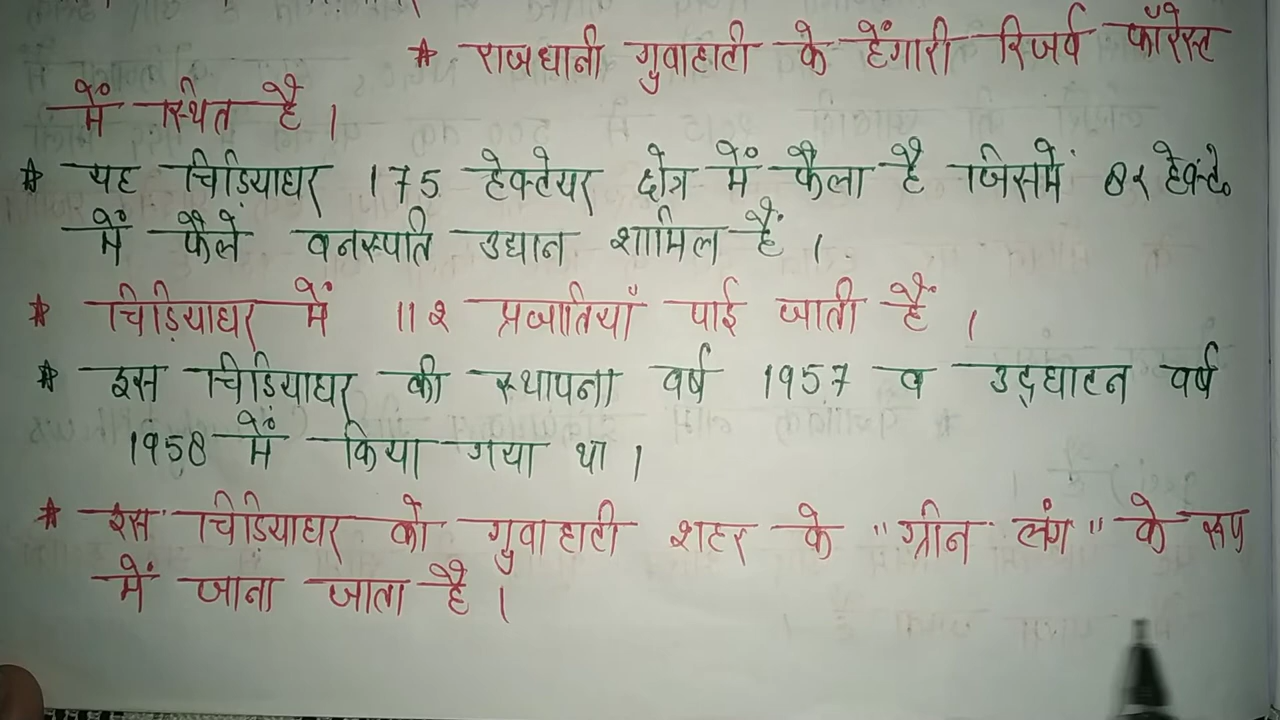 * राजधानी गुवाहाटी के हेंगारी रिजर्व फॉरेस्ट
में स्थित है ।
* यह चिड़ियाघर 175 हेक्टेयर क्षेत्र में फैला है जिसमें 82 हेक्टे०
में फैले वनस्पति उद्यान शामिल हैं ।
* चिड़ियाघर में 112 प्रजातियाँ पाई जाती हैं ।
* इस चिड़ियाघर की स्थापना वर्ष 1957 व उद्घाटन वर्ष
1958 में किया गया था ।
* इस चिड़ियाघर को गुवाहाटी शहर के "ग्रीन लंग" के रूप
में जाना जाता है ।